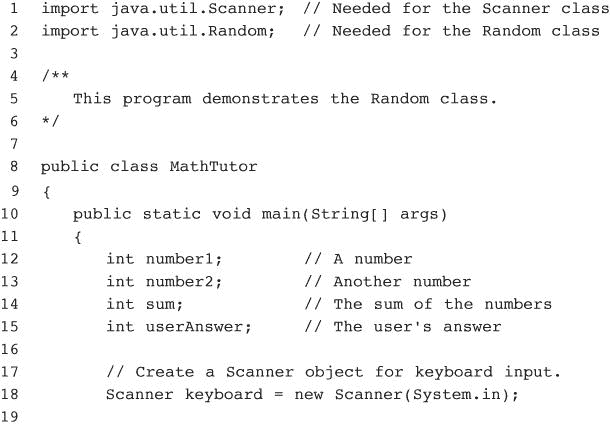 1 import java.util.Scanner; // Needed for the Scanner class
2 import java.util.Random; // Needed for the Random class
3
4 /**
5 This program demonstrates the Random class.
6 */
7
8 public class MathTutor
9 {
10 public static void main(String[] args)
11 {
12 int number1; // A number
13 int number2; // Another number
14 int sum; // The sum of the numbers
15 int userAnswer; // The user's answer
16
17 // Create a Scanner object for keyboard input.
18 Scanner keyboard = new Scanner(System.in);
19